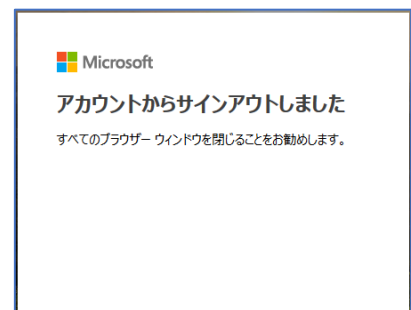 Microsoft
アカウントからサインアウトしました
すべてのブラウザー ウィンドウを閉じることをお勧めします。